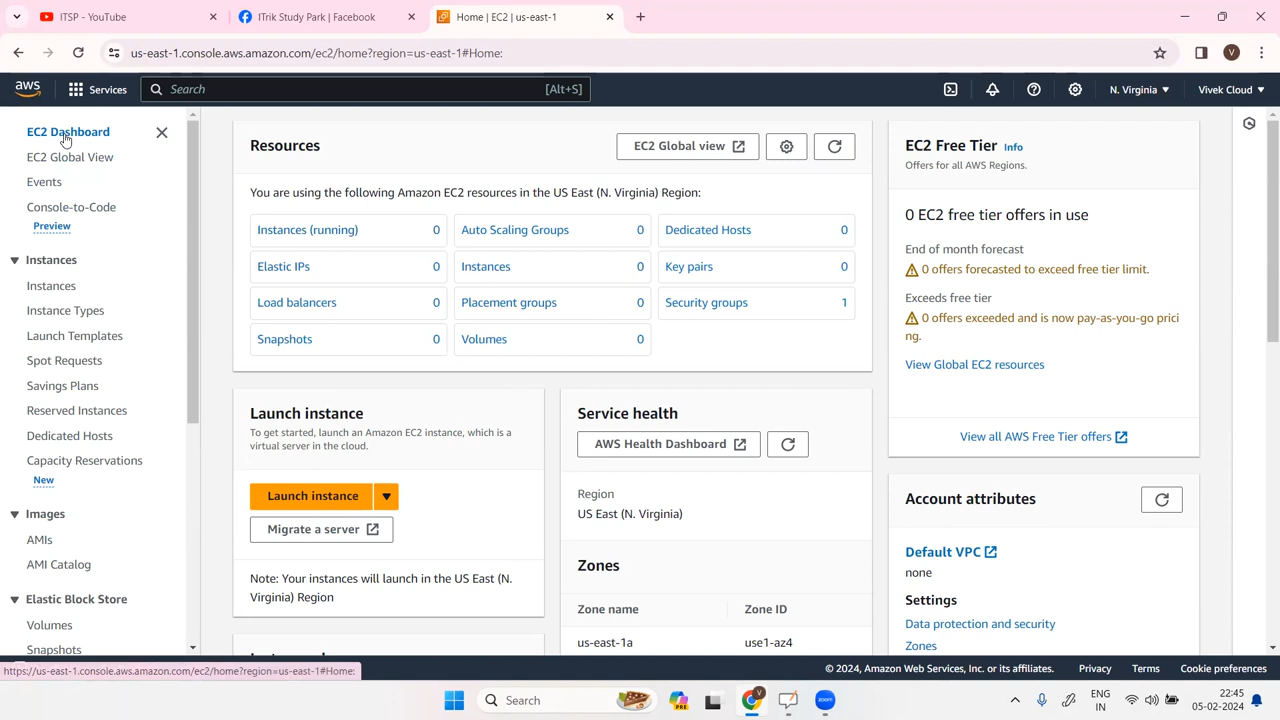 ITSP - YouTube
ITrik Study Park | Facebook
Home | EC2 | us-east-1
us-east-1.console.aws.amazon.com/ec2/home?region=us-east-1#Home:
V
aws
Services
Search
[Alt+S]
N. Virginia
Vivek Cloud
EC2 Dashboard
EC2 Global View
Events
Console-to-Code
Preview
Instances
Instances
Instance Types
Launch Templates
Spot Requests
Savings Plans
Reserved Instances
Dedicated Hosts
Capacity Reservations
New
Images
AMIs
AMI Catalog
Elastic Block Store
Volumes
Snapshots
Resources
EC2 Global view
You are using the following Amazon EC2 resources in the US East (N. Virginia) Region:
Instances (running) 0
Auto Scaling Groups 0
Dedicated Hosts 0
Elastic IPs 0
Instances 0
Key pairs 0
Load balancers 0
Placement groups 0
Security groups 1
Snapshots 0
Volumes 0
Launch instance
To get started, launch an Amazon EC2 instance, which is a
virtual server in the cloud.
Launch instance
Migrate a server
Note: Your instances will launch in the US East (N.
Virginia) Region
Service health
AWS Health Dashboard
Region
US East (N. Virginia)
Zones
Zone name
Zone ID
us-east-1a
use1-az4
EC2 Free Tier Info
Offers for all AWS Regions.
0 EC2 free tier offers in use
End of month forecast
0 offers forecasted to exceed free tier limit.
Exceeds free tier
0 offers exceeded and is now pay-as-you-go prici
ng.
View Global EC2 resources
View all AWS Free Tier offers
Account attributes
Default VPC
none
Settings
Data protection and security
Zones
https://us-east-1.console.aws.amazon.com/ec2/home?region=us-east-1#Home:
© 2024, Amazon Web Services, Inc. or its affiliates.
Privacy
Terms
Cookie preferences
Search
PRE
V
zoom
ENG
IN
22:45
05-02-2024